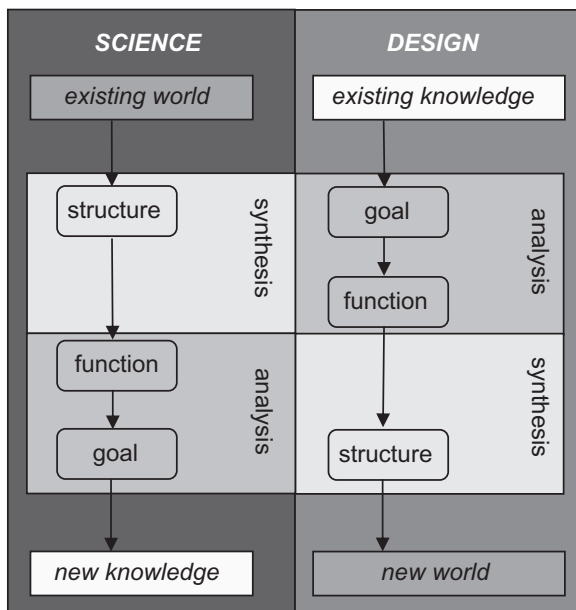 SCIENCE
existing world
structure
synthesis
function
analysis
goal
new knowledge
DESIGN
existing knowledge
goal
analysis
function
synthesis
structure
new world